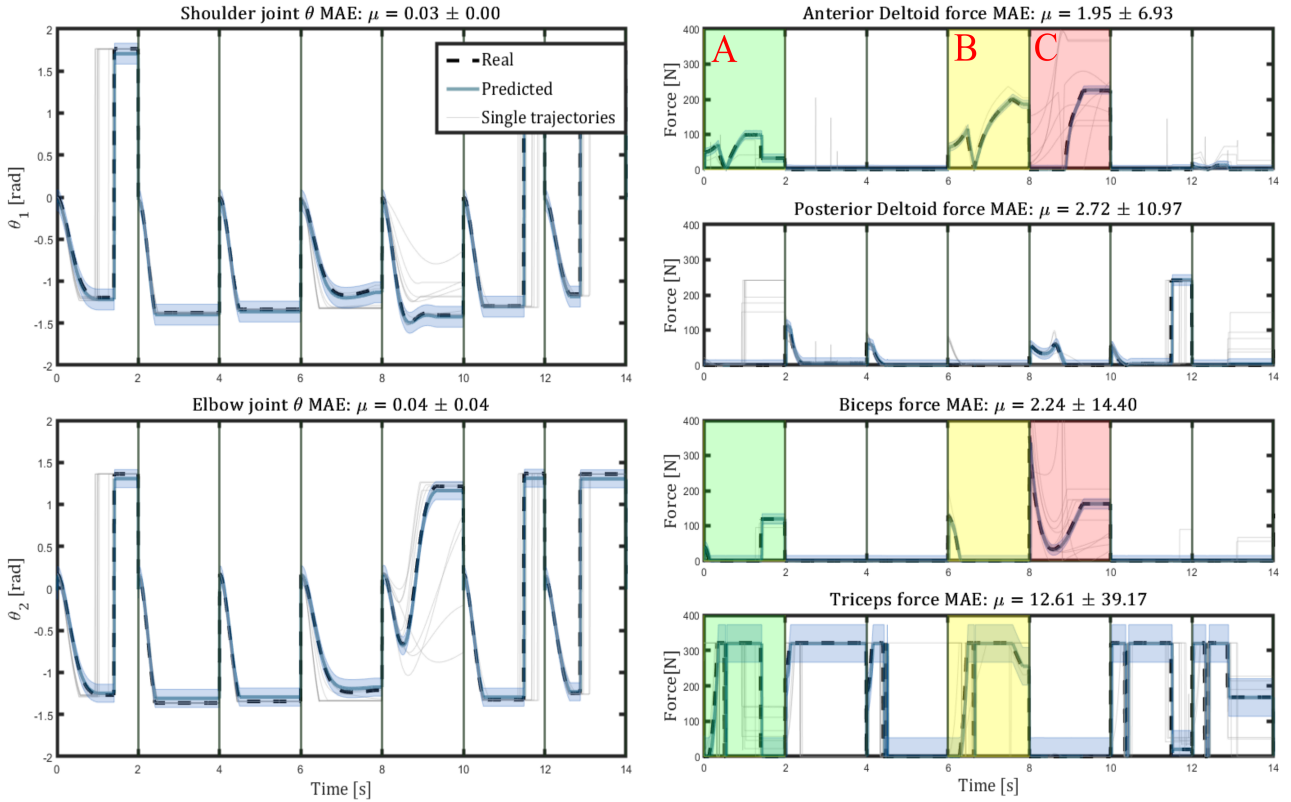 Shoulder joint θ MAE: μ = 0.03 ± 0.00
2
1.5
1
0.5
0
-0.5
-1
-1.5
-2
θ1 [rad]
0 2 4 6 8 10 12 14
Real
Predicted
Single trajectories
Elbow joint θ MAE: μ = 0.04 ± 0.04
2
1.5
1
0.5
0
-0.5
-1
-1.5
-2
θ2 [rad]
0 2 4 6 8 10 12 14
Time [s]
Anterior Deltoid force MAE: μ = 1.95 ± 6.93
400
300
200
100
0
Force [N]
A B C
0 2 4 6 8 10 12 14
Posterior Deltoid force MAE: μ = 2.72 ± 10.97
400
300
200
100
0
Force [N]
0 2 4 6 8 10 12 14
Biceps force MAE: μ = 2.24 ± 14.40
400
300
200
100
0
Force [N]
0 2 4 6 8 10 12 14
Triceps force MAE: μ = 12.61 ± 39.17
400
300
200
100
0
Force[N]
0 2 4 6 8 10 12 14
Time [s]